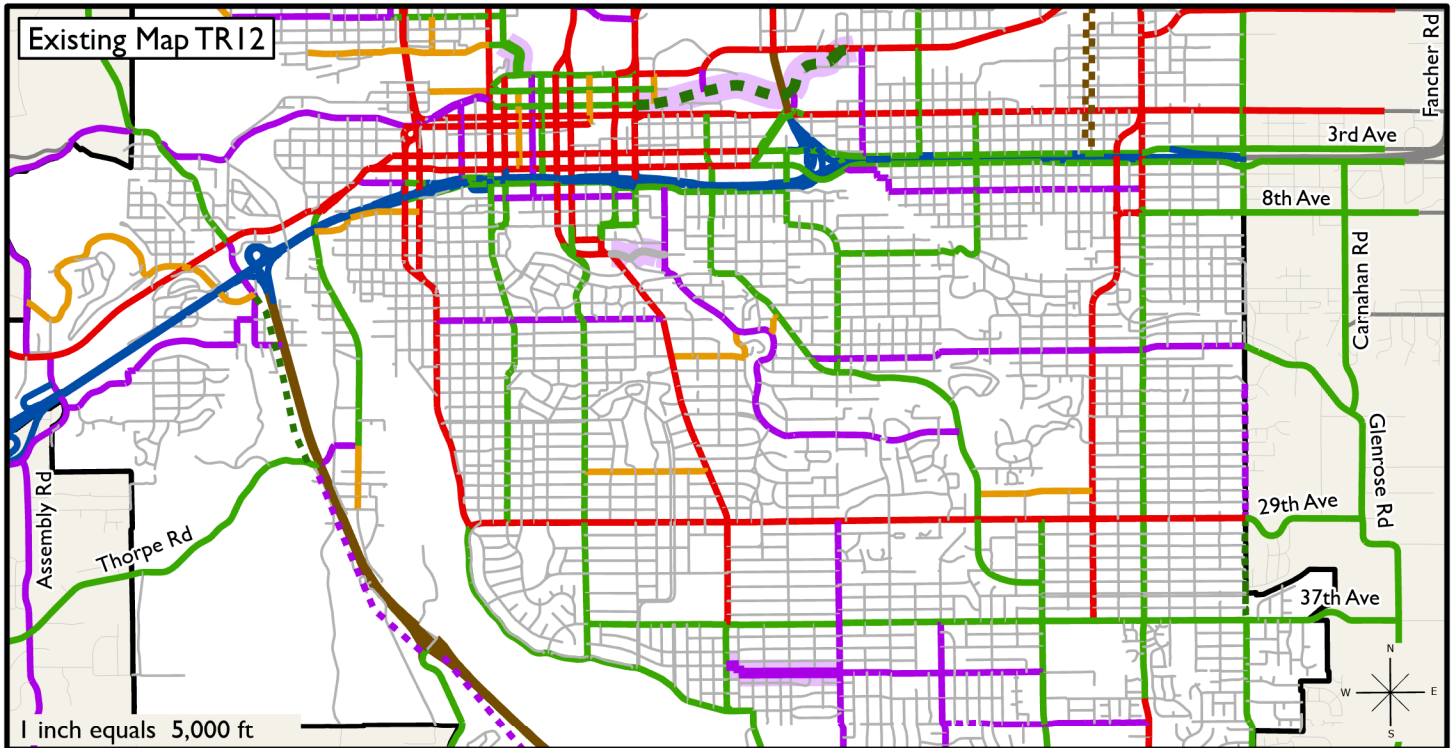 Existing Map TR12
Fancher Rd
3rd Ave
8th Ave
Carnahan Rd
Glenrose Rd
Assembly Rd
29th Ave
Thorpe Rd
37th Ave
N
W
E
S
1 inch equals 5,000 ft